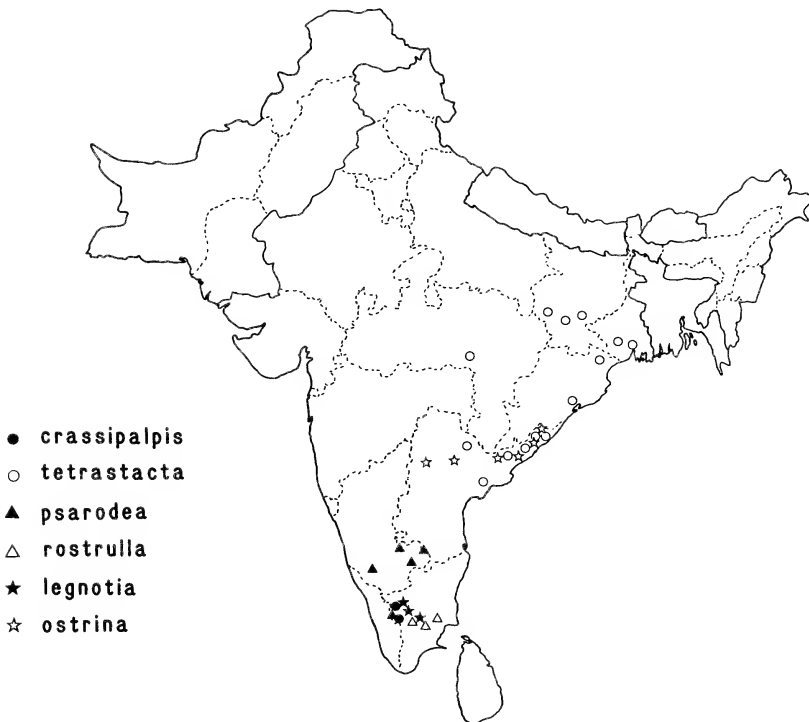 crassipalpis
tetrastacta
psarodea
rostrulla
legnotia
ostrina